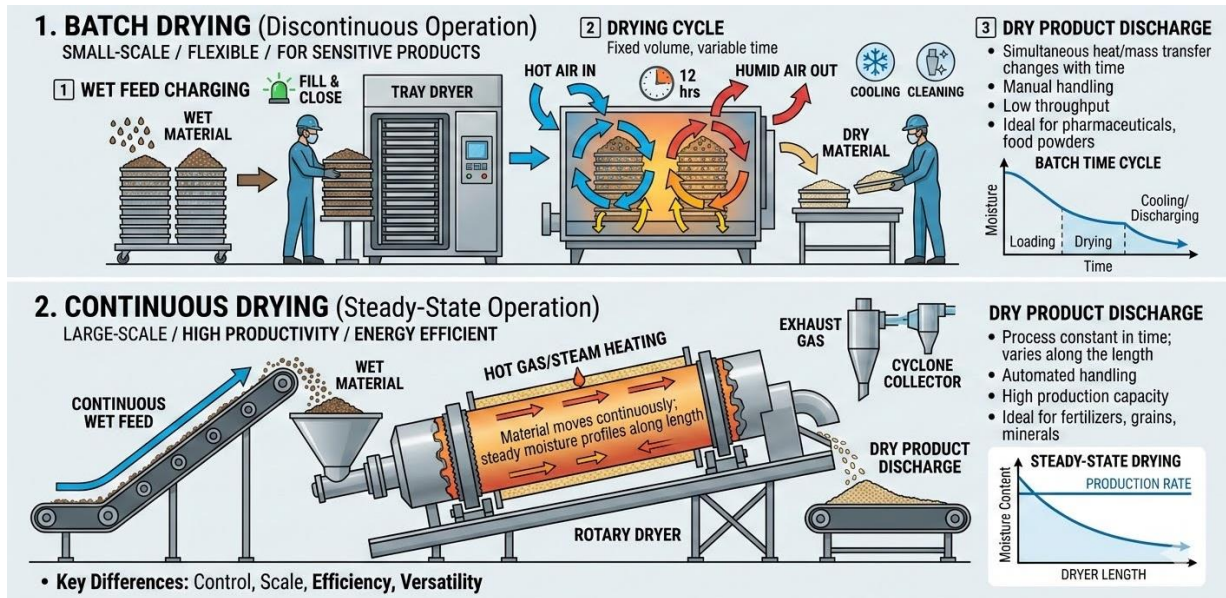 1. BATCH DRYING (Discontinuous Operation)
SMALL-SCALE / FLEXIBLE / FOR SENSITIVE PRODUCTS
1 WET FEED CHARGING
FILL &
CLOSE
WET
MATERIAL
TRAY DRYER
2 DRYING CYCLE
Fixed volume, variable time
HOT AIR IN
12
hrs
HUMID AIR OUT
COOLING
CLEANING
DRY
MATERIAL
3 DRY PRODUCT DISCHARGE
• Simultaneous heat/mass transfer
changes with time
• Manual handling
• Low throughput
• Ideal for pharmaceuticals,
food powders
BATCH TIME CYCLE
Moisture
Loading
Drying
Cooling/
Discharging
Time
2. CONTINUOUS DRYING (Steady-State Operation)
LARGE-SCALE / HIGH PRODUCTIVITY / ENERGY EFFICIENT
CONTINUOUS
WET FEED
WET
MATERIAL
HOT GAS/STEAM HEATING
Material moves continuously;
steady moisture profiles along length
ROTARY DRYER
EXHAUST
GAS
CYCLONE
COLLECTOR
DRY PRODUCT
DISCHARGE
DRY PRODUCT DISCHARGE
• Process constant in time;
varies along the length
• Automated handling
• High production capacity
• Ideal for fertilizers, grains,
minerals
STEADY-STATE DRYING
PRODUCTION RATE
Moisture Content
DRYER LENGTH
• Key Differences: Control, Scale, Efficiency, Versatility